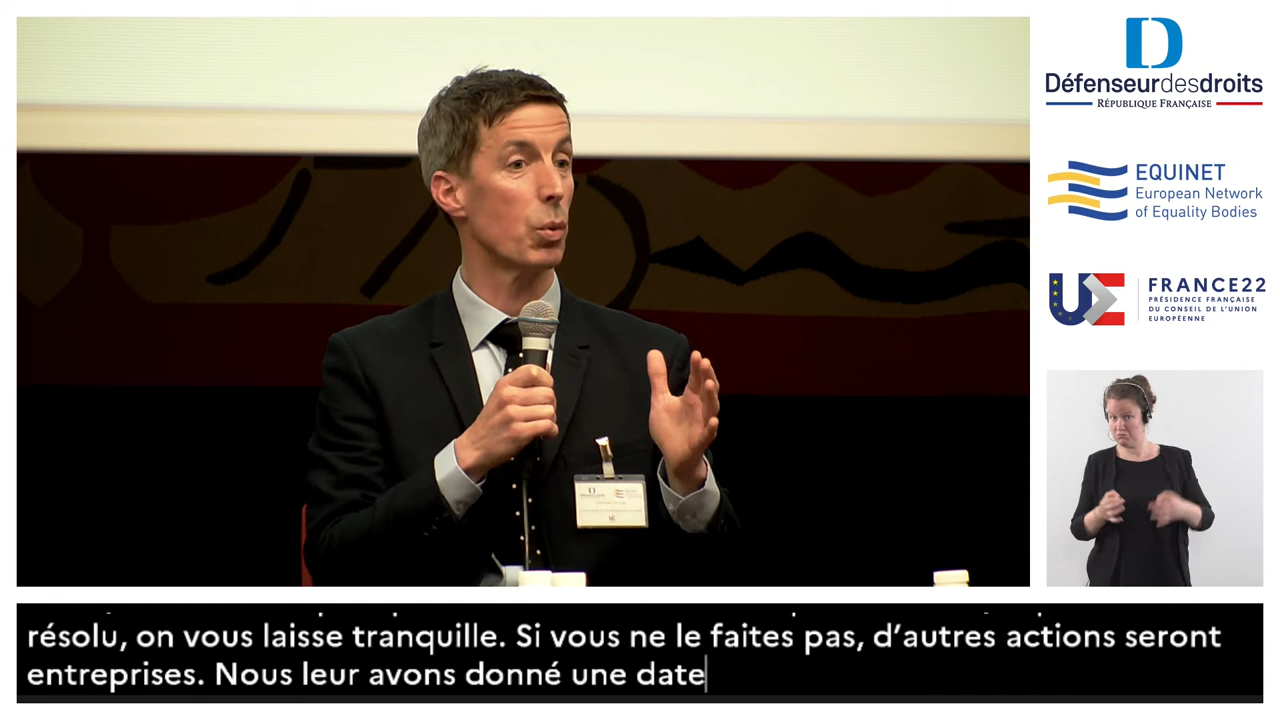 D
Défenseurdesdroits
RÉPUBLIQUE FRANÇAISE
EQUINET
European Network
of Equality Bodies
UE
FRANCE22
PRÉSIDENCE FRANÇAISE
DU CONSEIL DE L'UNION
EUROPÉENNE
résolu, on vous laisse tranquille. Si vous ne le faites pas, d'autres actions seront
entreprises. Nous leur avons donné une date